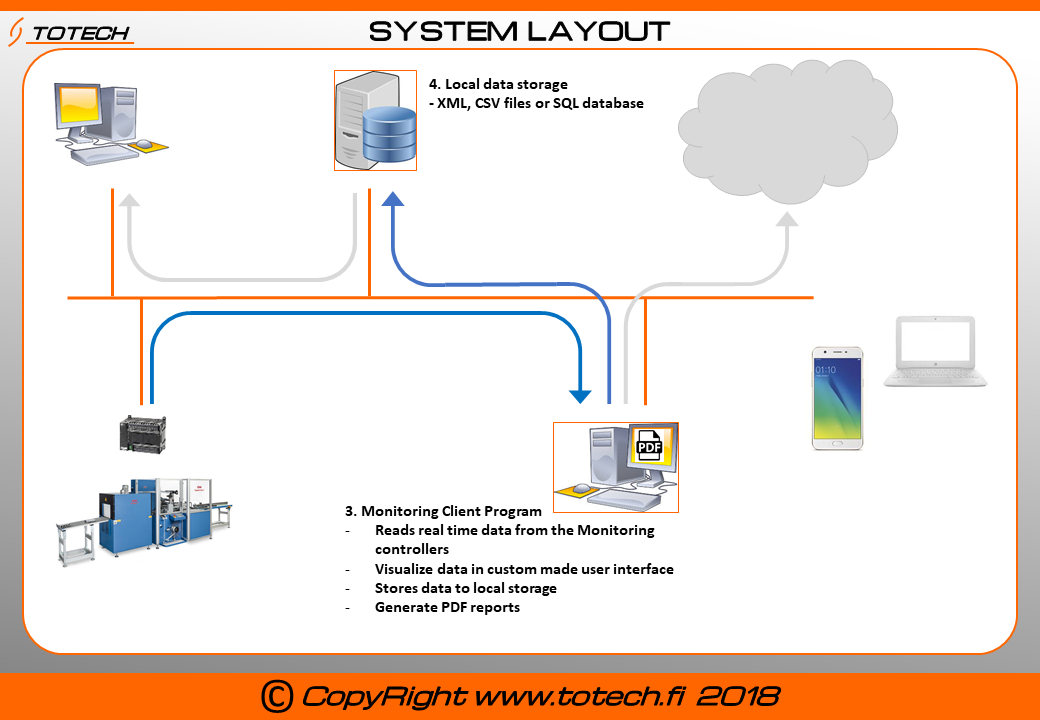 TOTECH
SYSTEM LAYOUT
4. Local data storage
- XML, CSV files or SQL database
01:10
PDF
3. Monitoring Client Program
- Reads real time data from the Monitoring
controllers
- Visualize data in custom made user interface
- Stores data to local storage
- Generate PDF reports
© CopyRight www.totech.fi 2018